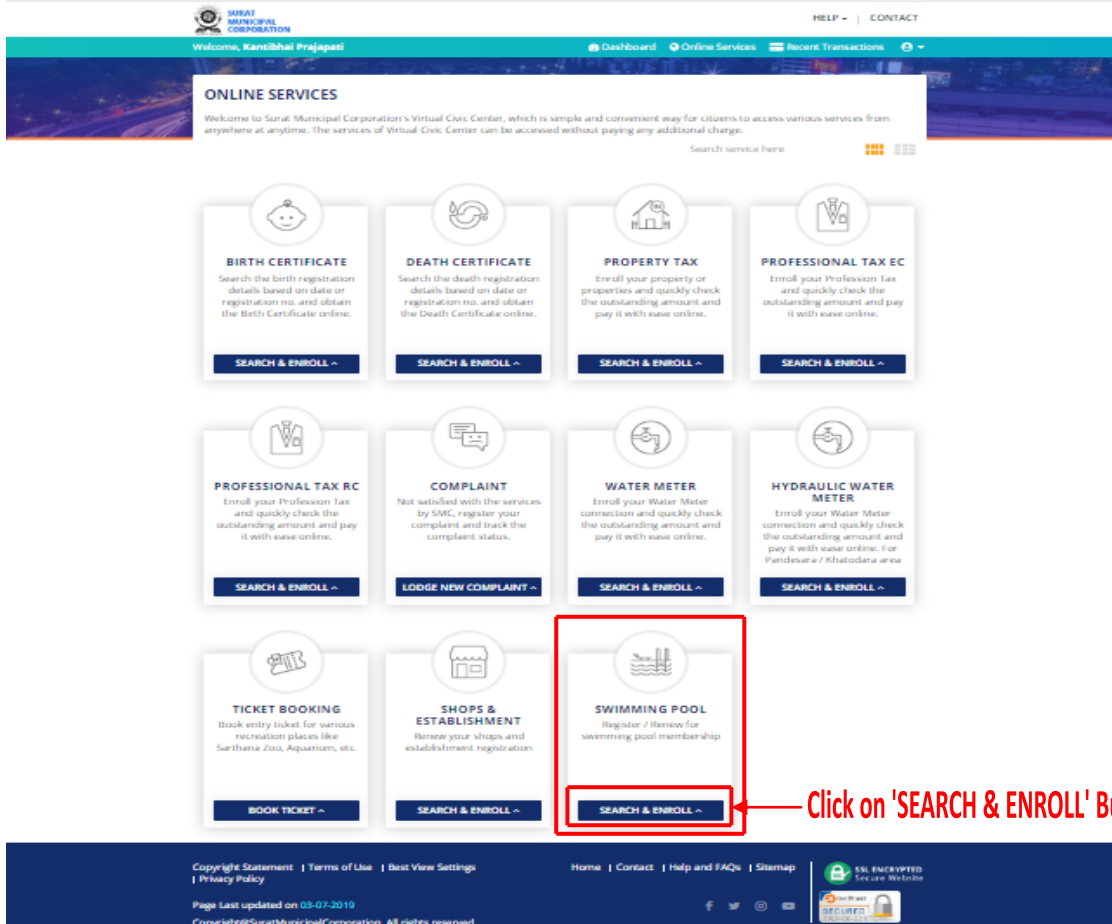 SURAT
MUNICIPAL
CORPORATION
HELP | CONTACT
Welcome, Kantibhai Prajapati
Dashboard Online Services Recent Transactions
ONLINE SERVICES
Welcome to Surat Municipal Corporation's Virtual Civic Center, which is simple and convenient way for citizens to access various services from
anywhere at anytime. The services of Virtual Civic Center can be accessed without paying any additional charge.
Search service here
BIRTH CERTIFICATE
Search the birth registration
details based on date or
registration no. and obtain
the Birth Certificate online.
SEARCH & ENROLL
DEATH CERTIFICATE
Search the death registration
details based on date or
registration no. and obtain
the Death Certificate online.
SEARCH & ENROLL
PROPERTY TAX
Enroll your property or
properties and quickly check
the outstanding amount and
pay it with ease online.
SEARCH & ENROLL
PROFESSIONAL TAX EC
Enroll your Profession Tax
and quickly check the
outstanding amount and pay
it with ease online.
SEARCH & ENROLL
PROFESSIONAL TAX RC
Enroll your Profession Tax
and quickly check the
outstanding amount and pay
it with ease online.
SEARCH & ENROLL
COMPLAINT
Not satisfied with the services
by SMC, register your
complaint and track the
complaint status.
LODGE NEW COMPLAINT
WATER METER
Enroll your Water Meter
connection and quickly check
the outstanding amount and
pay it with ease online.
SEARCH & ENROLL
HYDRAULIC WATER
METER
Enroll your Water Meter
connection and quickly check
the outstanding amount and
pay it with ease online. For
Pandesara / Khatodara area
SEARCH & ENROLL
TICKET BOOKING
Book entry ticket for various
recreation places like
Sarthana Zoo, Aquarium, etc.
BOOK TICKET
SHOPS &
ESTABLISHMENT
Renew your shops and
establishment registration
SEARCH & ENROLL
SWIMMING POOL
Register / Renew for
swimming pool membership
SEARCH & ENROLL
Click on 'SEARCH & ENROLL' Bu
Copyright Statement | Terms of Use | Best View Settings
| Privacy Policy
Home | Contact | Help and FAQs | Sitemap
SSL ENCRYPTED
Secure Website
Page Last updated on 03-07-2019
SECURED
Copyright@SuratMunicipalCorporation. All rights reserved